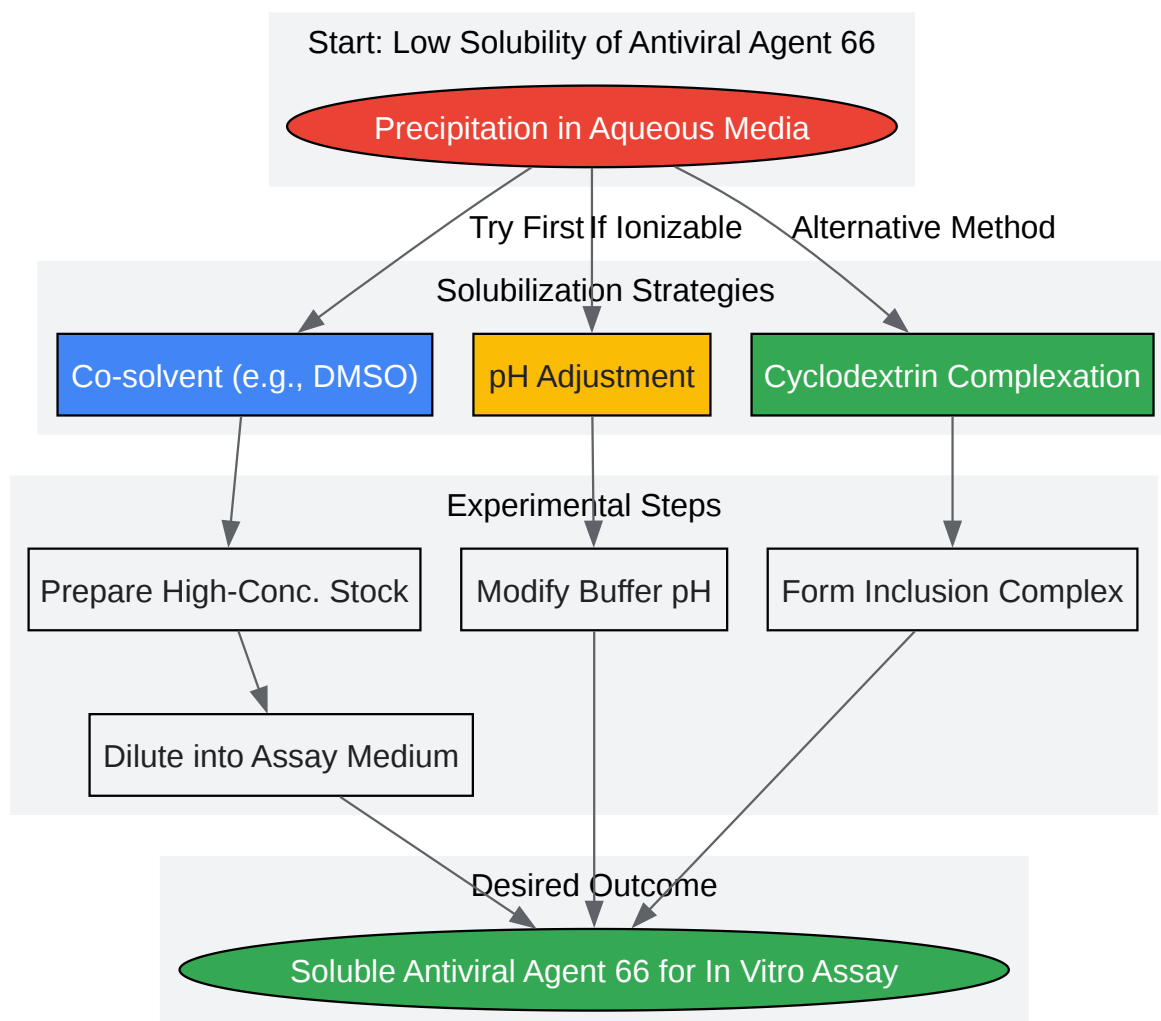 Start: Low Solubility of Antiviral Agent 66
Precipitation in Aqueous Media
Try First
If Ionizable
Alternative Method
Solubilization Strategies
Co-solvent (e.g., DMSO)
pH Adjustment
Cyclodextrin Complexation
Experimental Steps
Prepare High-Conc. Stock
Modify Buffer pH
Form Inclusion Complex
Dilute into Assay Medium
Desired Outcome
Soluble Antiviral Agent 66 for In Vitro Assay